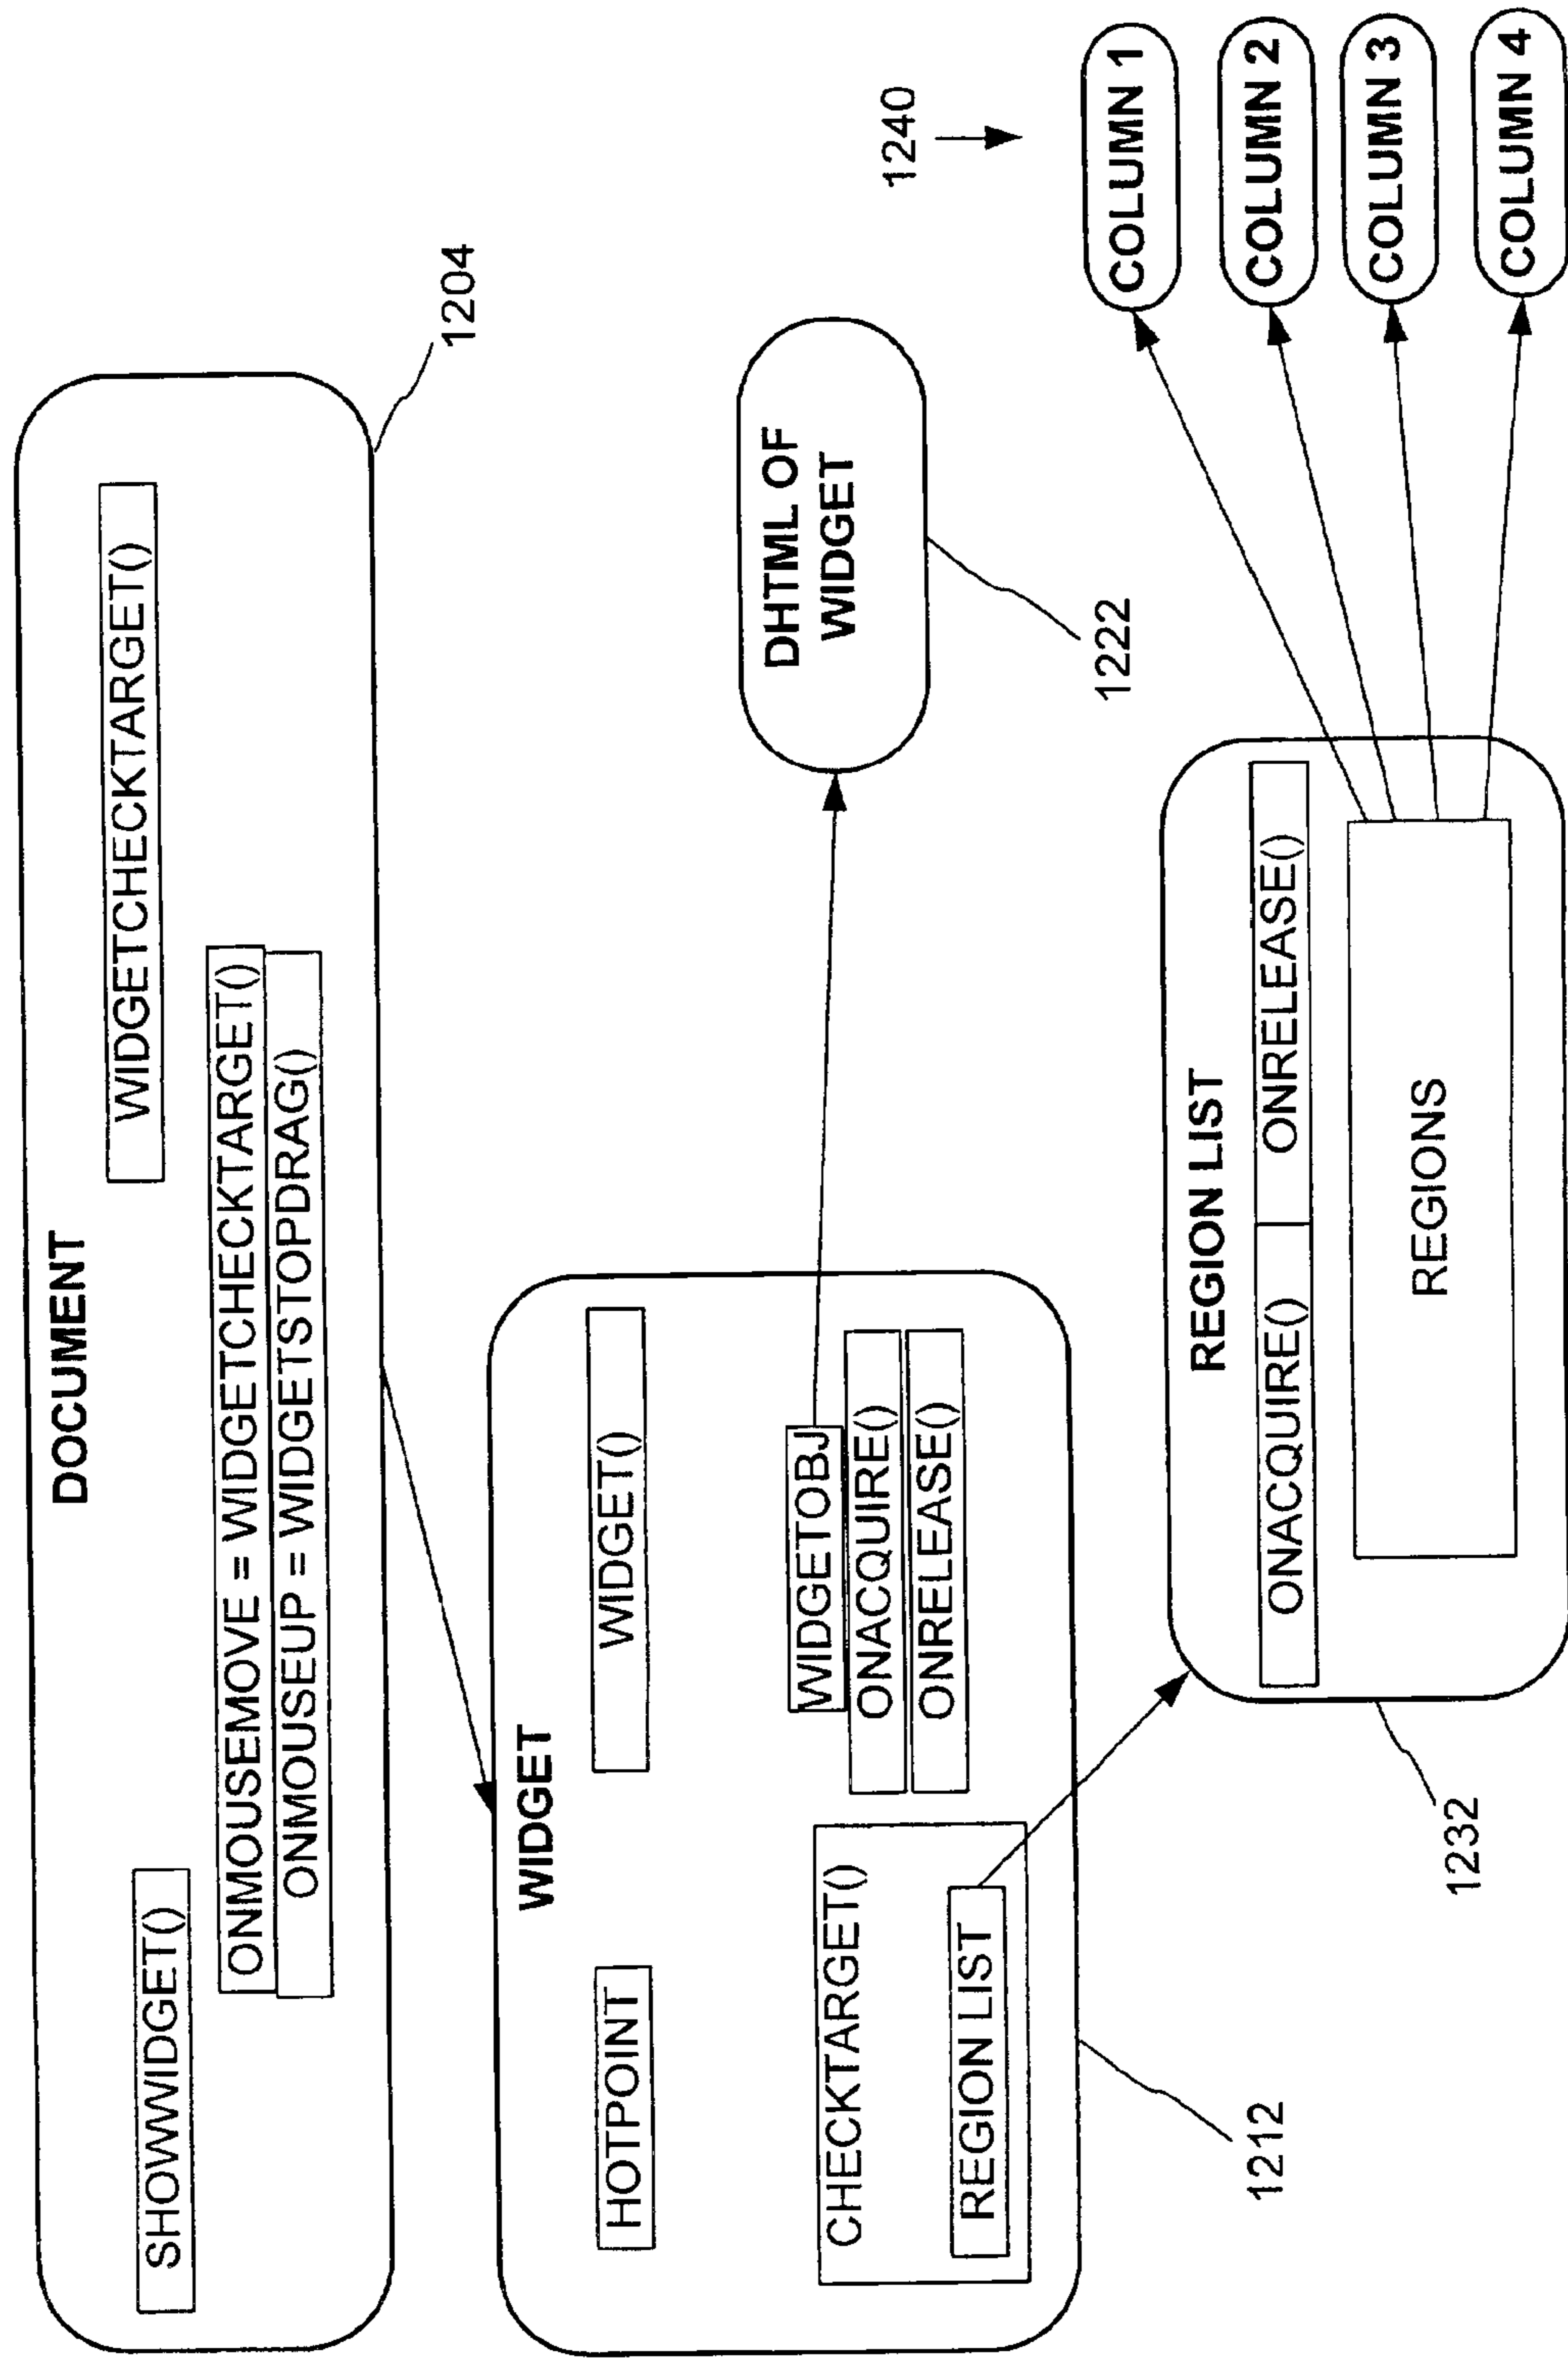 DOCUMENT
SHOWWIDGET()
WIDGETCHECKTARGET()
ONMOUSEMOVE = WIDGETCHECKTARGET()
ONMOUSEUP = WIDGETSTOPDRAG()
1204
WIDGET
HOTPOINT
WIDGET()
CHECKTARGET()
REGION LIST
WIDGETOBJ
ONACQUIRE()
ONRELEASE()
1212
DHTML OF
WIDGET
1222
REGION LIST
ONACQUIRE()
ONRELEASE()
REGIONS
1232
1240
COLUMN 1
COLUMN 2
COLUMN 3
COLUMN 4